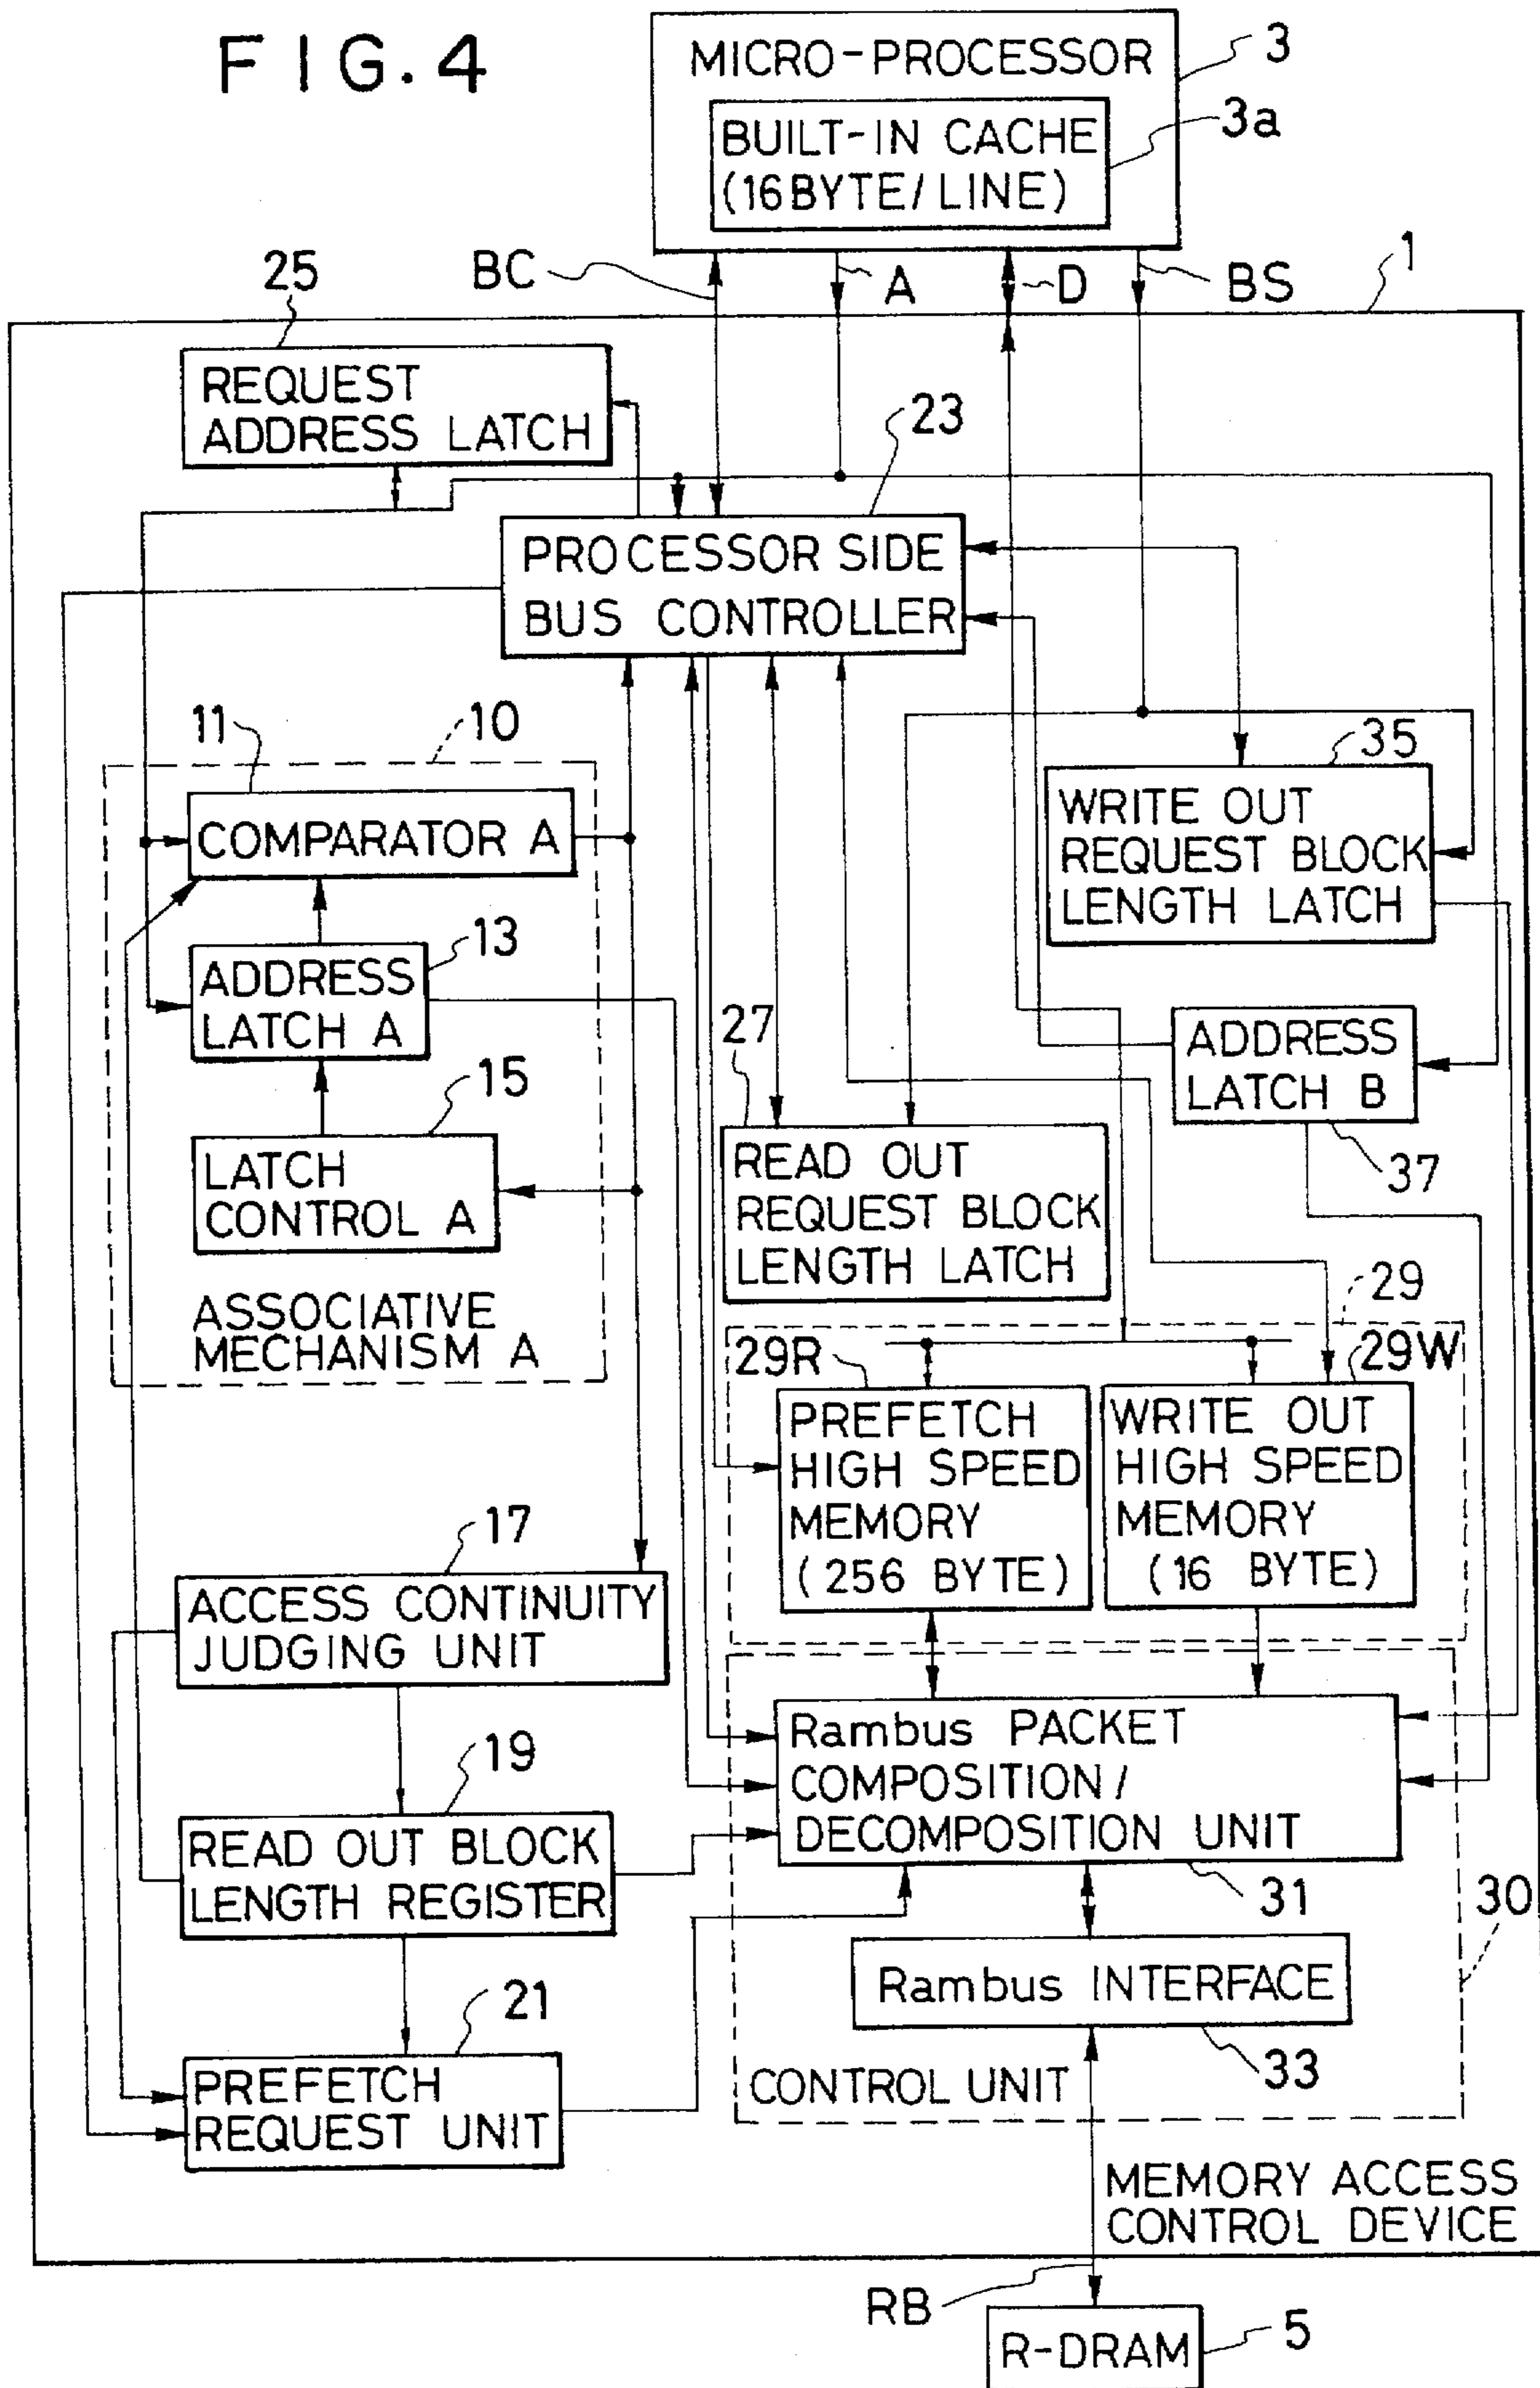 FIG. 4
MICRO-PROCESSOR
3
BUILT-IN CACHE
(16BYTE/LINE)
3a
BC
A
D
BS
1
25
REQUEST
ADDRESS LATCH
23
PROCESSOR SIDE
BUS CONTROLLER
11
10
COMPARATOR A
35
WRITE OUT
REQUEST BLOCK
LENGTH LATCH
13
ADDRESS
LATCH A
27
ADDRESS
LATCH B
37
15
LATCH
CONTROL A
READ OUT
REQUEST BLOCK
LENGTH LATCH
ASSOCIATIVE
MECHANISM A
29
29R
29W
PREFETCH
HIGH SPEED
MEMORY
(256 BYTE)
WRITE OUT
HIGH SPEED
MEMORY
(16 BYTE)
17
ACCESS CONTINUITY
JUDGING UNIT
Rambus PACKET
COMPOSITION/
DECOMPOSITION UNIT
31
19
READ OUT BLOCK
LENGTH REGISTER
30
Rambus INTERFACE
33
21
PREFETCH
REQUEST UNIT
CONTROL UNIT
MEMORY ACCESS
CONTROL DEVICE
RB
R-DRAM
5